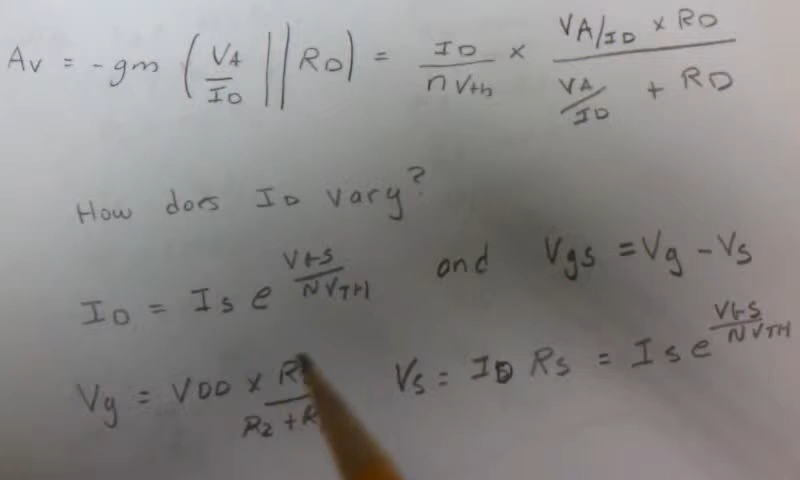 Av = -gm (VA/ID || RD) = ID/nVth × (VA/ID × RD)/(VA/ID + RD)
How does ID vary?
ID = Is e^(VGS/NVTH) and Vgs = Vg - Vs
Vg = VDD × R/(R2 + R Vs = ID Rs = Is e^(VGS/NVTH)